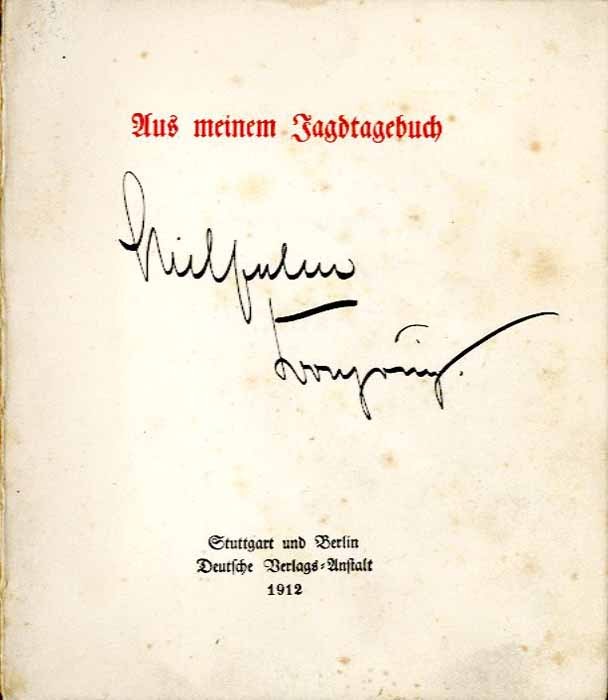 Aus meinem Jagdtagebuch
Wilhelm
Kronprinz.
Stuttgart und Berlin
Deutsche Verlags-Anstalt
1912